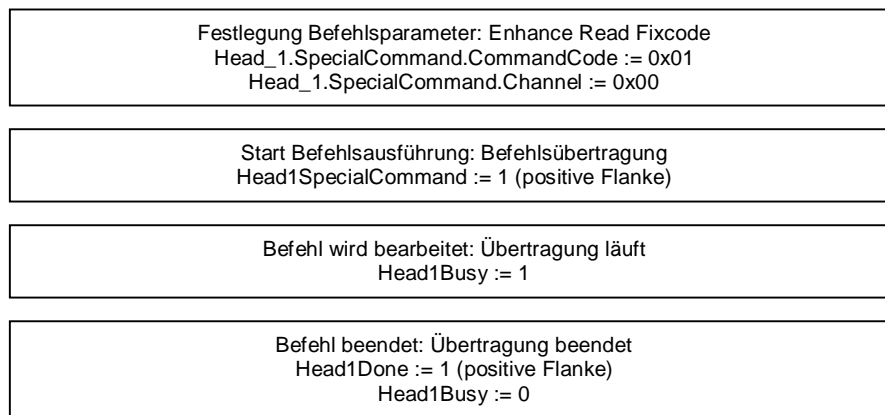 Festlegung Befehlsparameter: Enhance Read Fixcode
Head_1.SpecialCommand.CommandCode := 0x01
Head_1.SpecialCommand.Channel := 0x00
Start Befehlsausführung: Befehlsübertragung
Head1SpecialCommand := 1 (positive Flanke)
Befehl wird bearbeitet: Übertragung läuft
Head1Busy := 1
Befehl beendet: Übertragung beendet
Head1Done := 1 (positive Flanke)
Head1Busy := 0